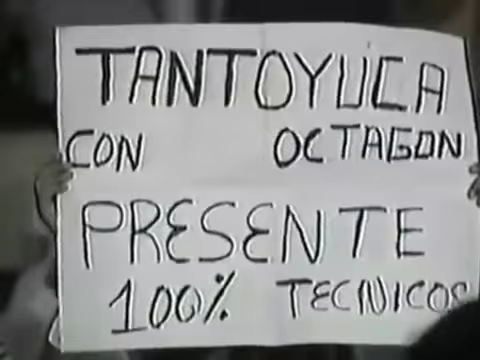 TANTOYUCA
CON OCTAGON
PRESENTE
100% TECNICOS